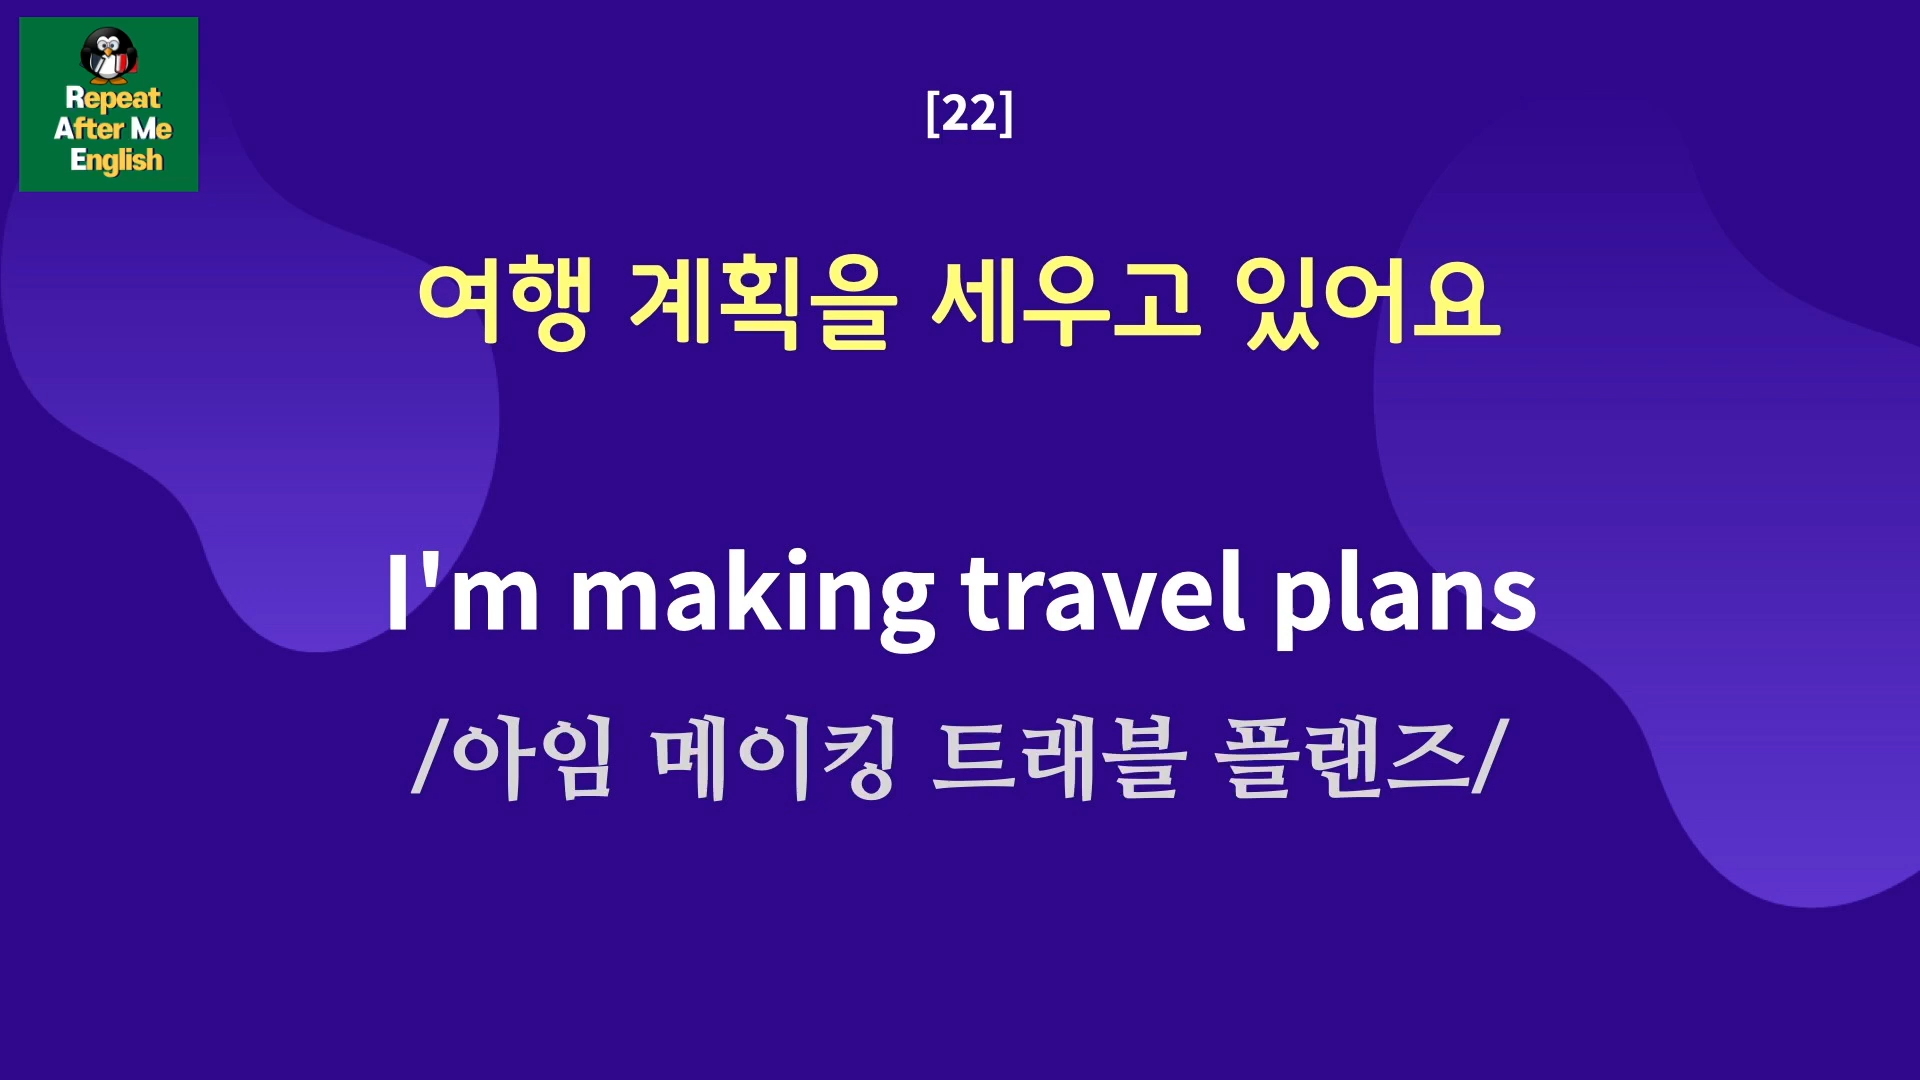 Repeat
After Me
English
[22]
여행 계획을 세우고 있어요
I'm making travel plans
/아임 메이킹 트래블 플랜즈/